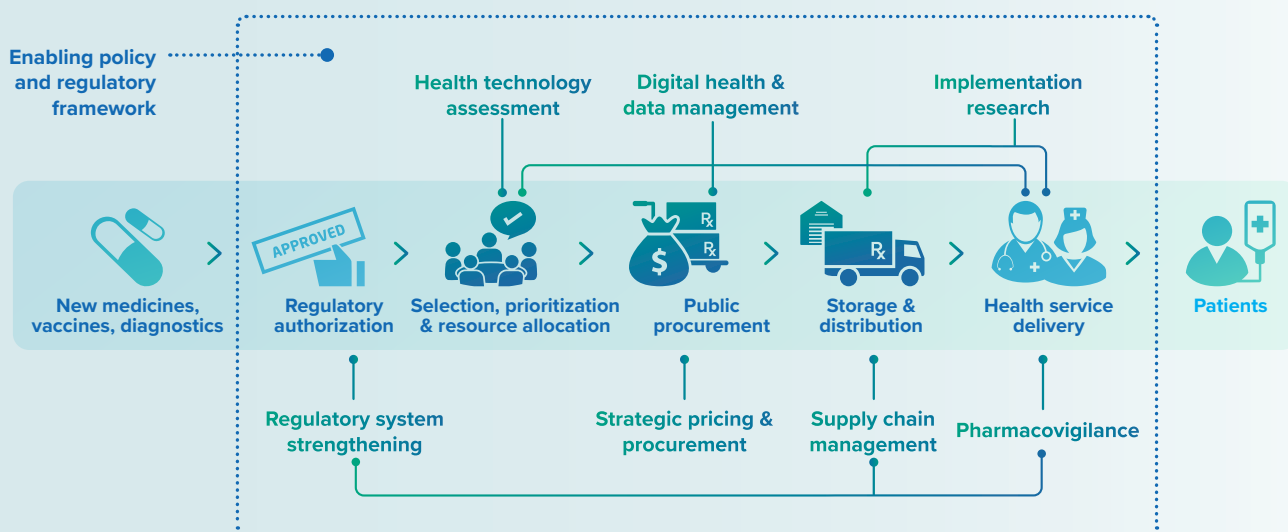 Enabling policy
and regulatory
framework
Health technology
assessment
Digital health &
data management
Implementation
research
APPROVED
✓
$
Rx
Rx
Rx
New medicines,
vaccines, diagnostics
Regulatory
authorization
Selection, prioritization
& resource allocation
Public
procurement
Storage &
distribution
Health service
delivery
Patients
Regulatory system
strengthening
Strategic pricing &
procurement
Supply chain
management
Pharmacovigilance